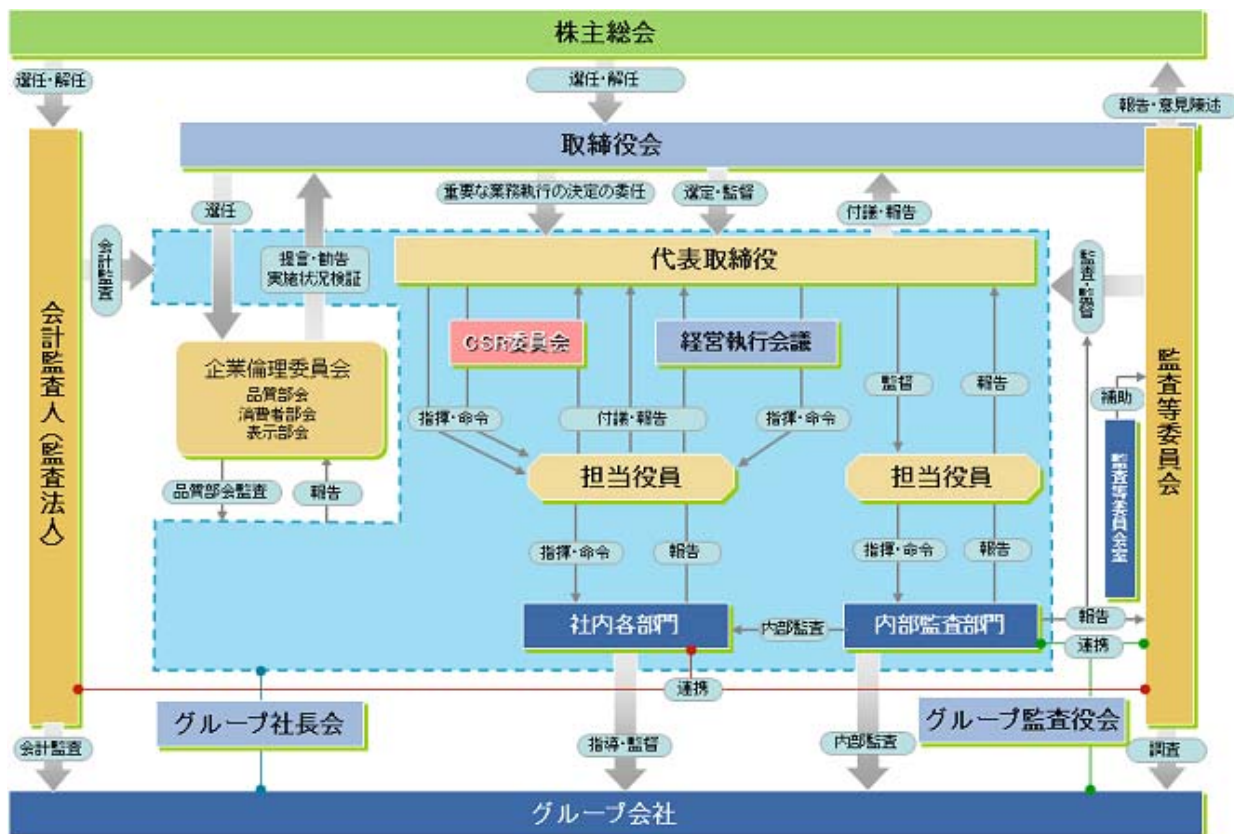 株主総会
選任・解任
選任・解任
報告・意見陳述
取締役会
重要な業務執行の決定の委任
選定・監督
付議・報告
選任
提言・勧告
実施状況検証
会計監査
代表取締役
監査・監督
会計監査人(監査法人)
CSR委員会
経営執行会議
企業倫理委員会
品質部会
消費者部会
表示部会
監督
報告
補助
監査等委員会
指揮・命令
付議・報告
指揮・命令
担当役員
担当役員
監査等委員会室
品質部会監査
報告
指揮・命令
報告
指揮・命令
報告
社内各部門
内部監査
内部監査部門
報告
連携
連携
グループ社長会
グループ監査役会
会計監査
指導・監督
内部監査
調査
グループ会社